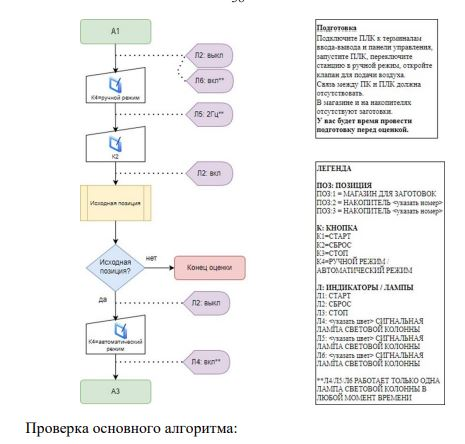 А1
Л2: выкл
Л6: вкл**
К4=ручной режим
Л5: 2Гц**
К2
Л2: вкл
Исходная позиция
Исходная
позиция?
нет
Конец оценки
да
Л2: выкл
К4=автоматический
режим
Л4: вкл**
А3
Подготовка
Подключите ПЛК к терминалам
ввода-вывода и панели управления,
запустите ПЛК, переключите
станцию в ручной режим, откройте
клапан для подачи воздуха.
Связь между ПК и ПЛК должна
отсутствовать.
В магазине и на накопителях
отсутствуют заготовки.
У вас будет время провести
подготовку перед оценкой.
ЛЕГЕНДА
ПОЗ: ПОЗИЦИЯ
ПОЗ:1 = МАГАЗИН ДЛЯ ЗАГОТОВОК
ПОЗ:2 = НАКОПИТЕЛЬ <указать номер>
ПОЗ:3 = НАКОПИТЕЛЬ <указать номер>
К: КНОПКА
К1=СТАРТ
К2=СБРОС
К3=СТОП
К4=РУЧНОЙ РЕЖИМ /
АВТОМАТИЧЕСКИЙ РЕЖИМ
Л: ИНДИКАТОРЫ / ЛАМПЫ
Л1: СТАРТ
Л2: СБРОС
Л3: СТОП
Л4: <указать цвет> СИГНАЛЬНАЯ
ЛАМПА СВЕТОВОЙ КОЛОННЫ
Л5: <указать цвет> СИГНАЛЬНАЯ
ЛАМПА СВЕТОВОЙ КОЛОННЫ
Л6: <указать цвет> СИГНАЛЬНАЯ
ЛАМПА СВЕТОВОЙ КОЛОННЫ
**Л4/Л5/Л6 РАБОТАЕТ ТОЛЬКО ОДНА
ЛАМПА СВЕТОВОЙ КОЛОННЫ В
ЛЮБОЙ МОМЕНТ ВРЕМЕНИ
Проверка основного алгоритма: